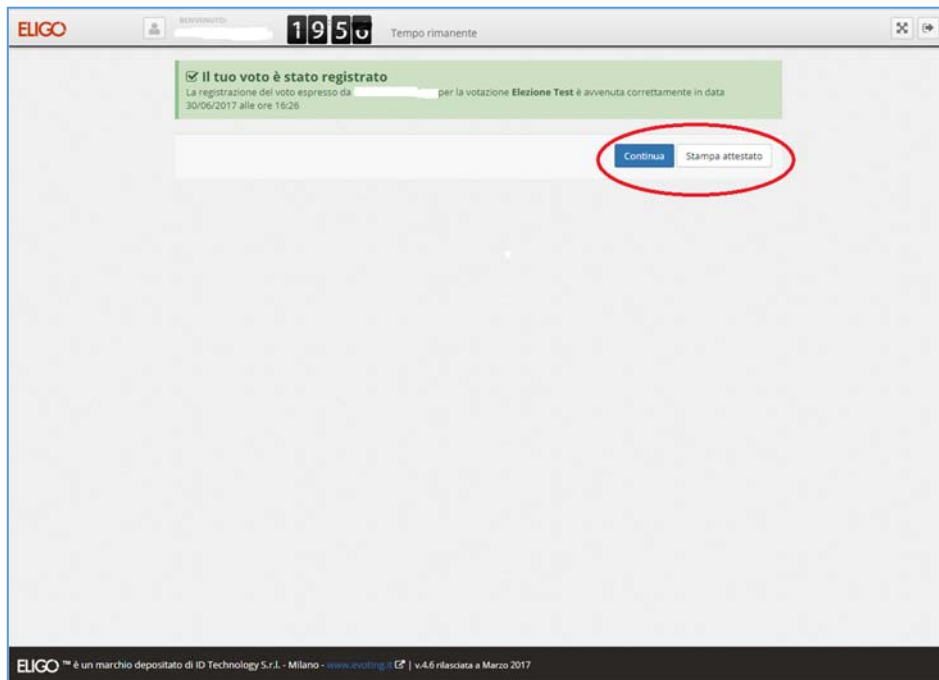 ELIGO
BENVENUTO:
1950
Tempo rimanente
Il tuo voto è stato registrato
La registrazione del voto espresso da per la votazione Elezione Test è avvenuta correttamente in data
30/06/2017 alle ore 16:26
Continua
Stampa attestato
ELIGO ™ è un marchio depositato di ID Technology S.r.l. - Milano - www.evoting.it | v.4.6 rilasciata a Marzo 2017